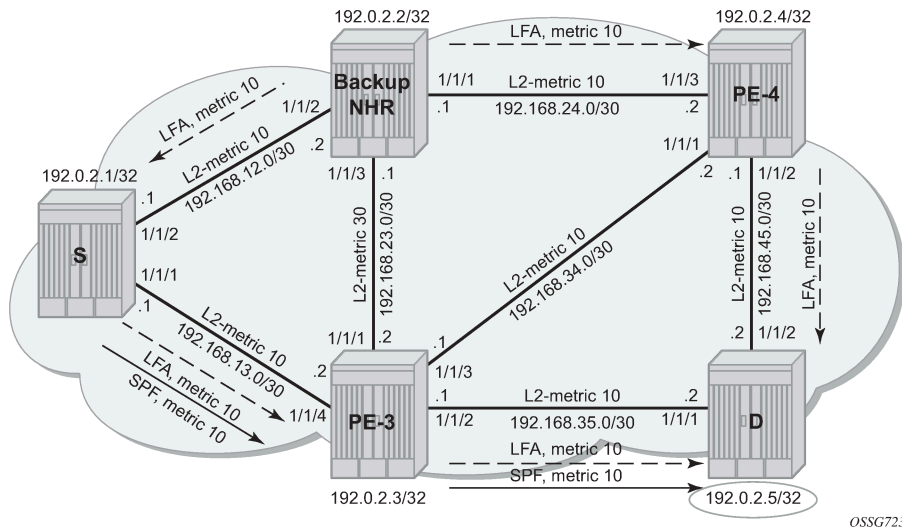 192.0.2.2/32
LFA, metric 10
192.0.2.4/32
Backup
NHR
1/1/1
L2-metric 10
1/1/3
PE-4
.1
192.168.24.0/30
.2
LFA, metric 10
1/1/2
.2
L2-metric 10
192.168.12.0/30
1/1/3
.1
1/1/1
.2
.1
1/1/2
192.0.2.1/32
.1
1/1/2
S
1/1/1
.1
L2-metric 30
192.168.23.0/30
L2-metric 10
192.168.34.0/30
L2-metric 10
192.168.45.0/30
LFA, metric 10
L2-metric 10
192.168.13.0/30
LFA, metric 10
SPF, metric 10
1/1/1
.2
.2
1/1/4
PE-3
.1
1/1/3
.2
1/1/2
.1
L2-metric 10
.2
1/1/2
192.168.35.0/30
1/1/1
D
LFA, metric 10
SPF, metric 10
192.0.2.3/32
192.0.2.5/32